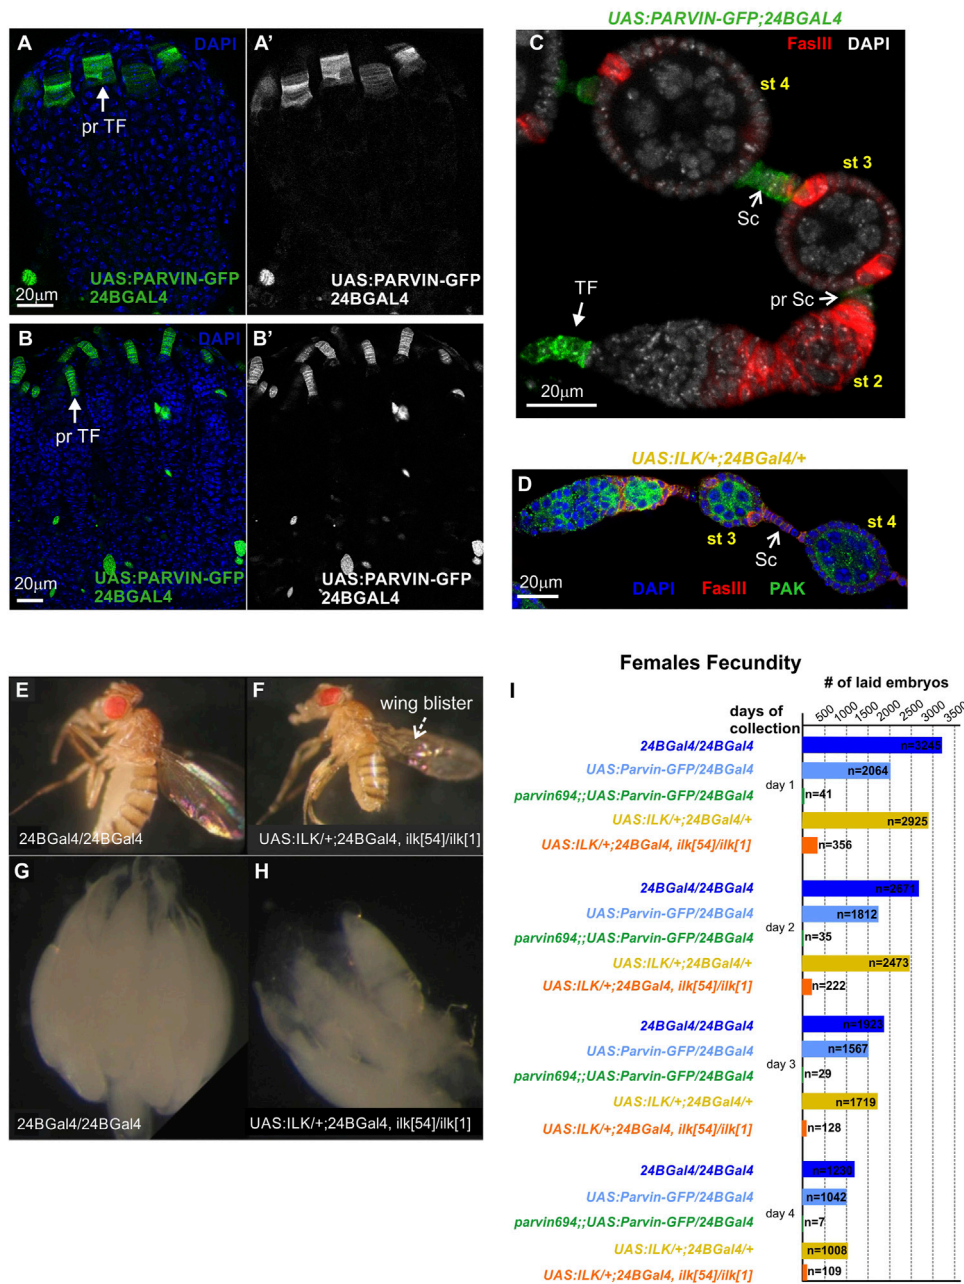 A
DAPI
pr TF
UAS:PARVIN-GFP
24BGAL4
20μm
A'
UAS:PARVIN-GFP
24BGAL4
B
DAPI
pr TF
UAS:PARVIN-GFP
24BGAL4
20μm
B'
UAS:PARVIN-GFP
24BGAL4
UAS:PARVIN-GFP;24BGAL4
C
FasIII DAPI
st 4
st 3
Sc
TF
pr Sc
20μm
st 2
UAS:ILK/+;24BGal4/+
D
st 4
st 3
Sc
20μm
DAPI FasIII PAK
E
24BGal4/24BGal4
F
wing blister
UAS:ILK/+;24BGal4, ilk[54]/ilk[1]
G
24BGal4/24BGal4
H
UAS:ILK/+;24BGal4, ilk[54]/ilk[1]
Females Fecundity
I
# of laid embryos
days of
collection
500 1000 1500 2000 2500 3000 3500
24BGal4/24BGal4 n=3245
UAS:Parvin-GFP/24BGal4 n=2064
day 1
parvin694;;UAS:Parvin-GFP/24BGal4 n=41
UAS:ILK/+;24BGal4/+ n=2925
UAS:ILK/+;24BGal4, ilk[54]/ilk[1] n=356
24BGal4/24BGal4 n=2671
UAS:Parvin-GFP/24BGal4 n=1812
day 2
parvin694;;UAS:Parvin-GFP/24BGal4 n=35
UAS:ILK/+;24BGal4/+ n=2473
UAS:ILK/+;24BGal4, ilk[54]/ilk[1] n=222
24BGal4/24BGal4 n=1923
UAS:Parvin-GFP/24BGal4 n=1567
day 3
parvin694;;UAS:Parvin-GFP/24BGal4 n=29
UAS:ILK/+;24BGal4/+ n=1719
UAS:ILK/+;24BGal4, ilk[54]/ilk[1] n=128
24BGal4/24BGal4 n=1230
UAS:Parvin-GFP/24BGal4 n=1042
day 4
parvin694;;UAS:Parvin-GFP/24BGal4 n=7
UAS:ILK/+;24BGal4/+ n=1008
UAS:ILK/+;24BGal4, ilk[54]/ilk[1] n=109